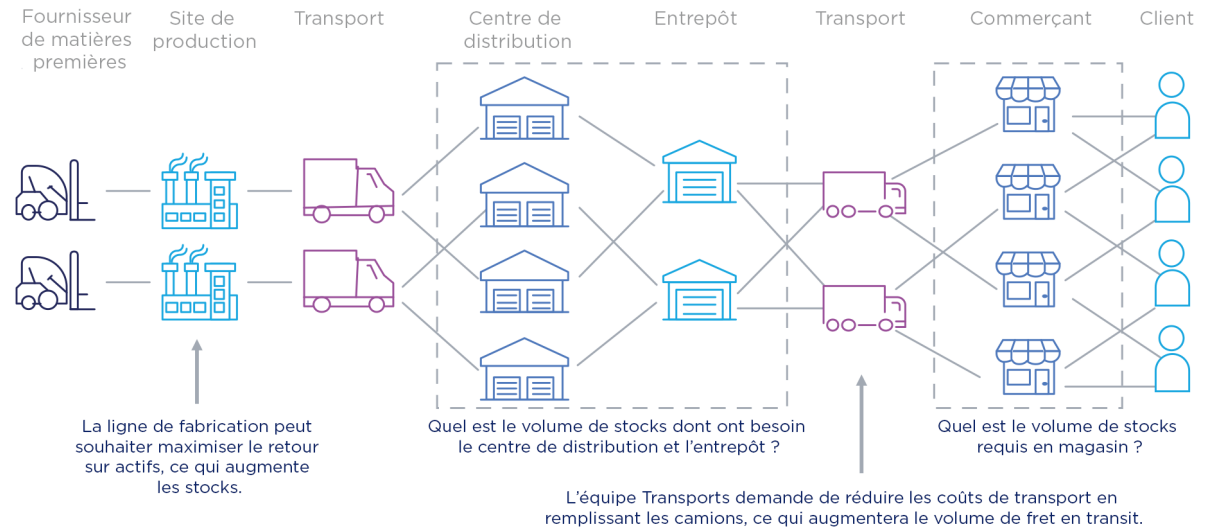 Fournisseur
de matières
premières
Site de
production
Transport
Centre de
distribution
Entrepôt
Transport
Commerçant
Client
La ligne de fabrication peut
souhaiter maximiser le retour
sur actifs, ce qui augmente
les stocks.
Quel est le volume de stocks dont ont besoin
le centre de distribution et l'entrepôt ?
Quel est le volume de stocks
requis en magasin ?
L'équipe Transports demande de réduire les coûts de transport en
remplissant les camions, ce qui augmentera le volume de fret en transit.